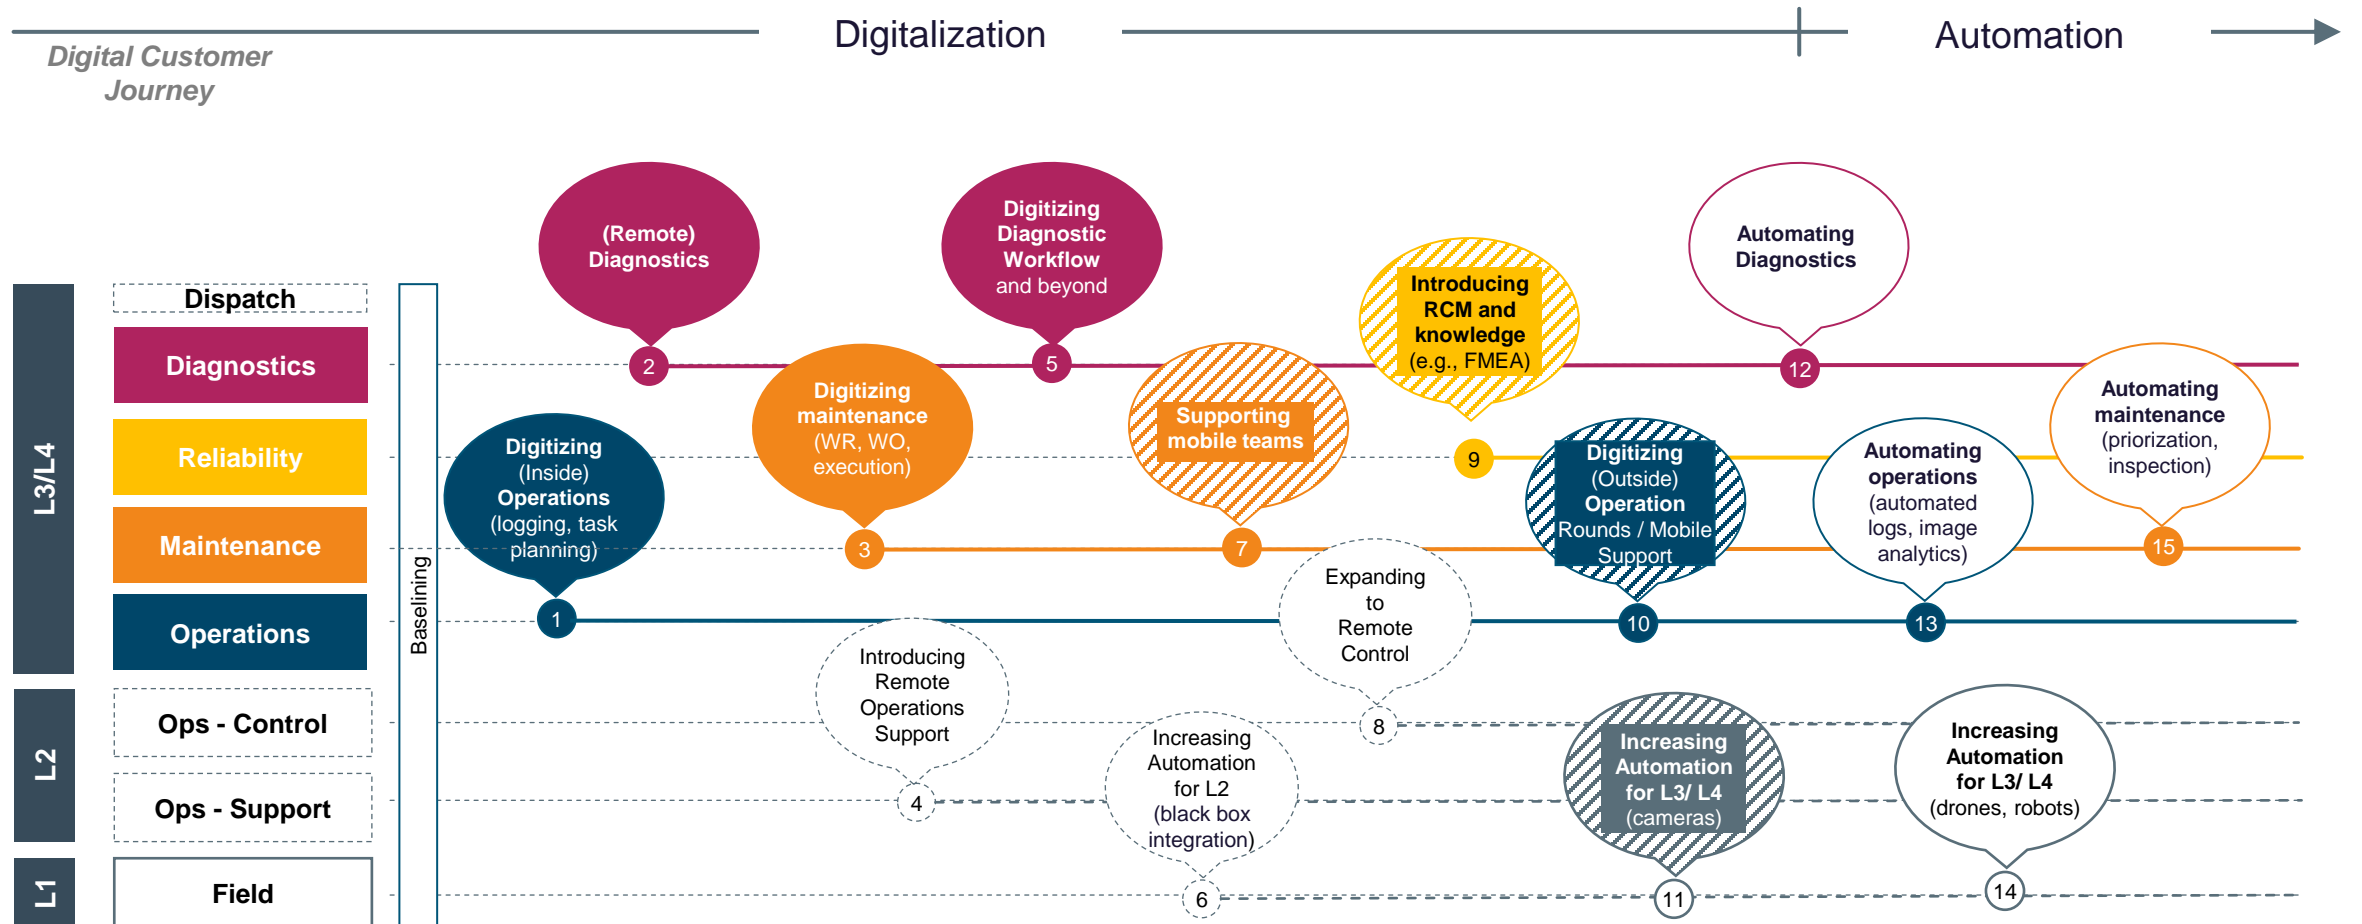 Digitalization
Automation
Digital Customer
Journey
(Remote)
Diagnostics
Digitizing
Diagnostic
Workflow
and beyond
Automating
Diagnostics
Introducing
RCM and
knowledge
(e.g., FMEA)
Dispatch
Diagnostics
2
5
12
Digitizing
maintenance
(WR, WO,
execution)
Supporting
mobile teams
Automating
maintenance
(priorization,
inspection)
L3/L4
Reliability
9
Digitizing
(Inside)
Operations
(logging, task
planning)
Digitizing
(Outside)
Operation
Rounds / Mobile
Support
Automating
operations
(automated
logs, image
analytics)
Maintenance
3
7
15
Baselining
Expanding
to
Remote
Control
Operations
1
10
13
Introducing
Remote
Operations
Support
L2
Ops - Control
8
Increasing
Automation
for L2
(black box
integration)
Increasing
Automation
for L3/ L4
(cameras)
Increasing
Automation
for L3/ L4
(drones, robots)
Ops - Support
4
L1
Field
6
11
14